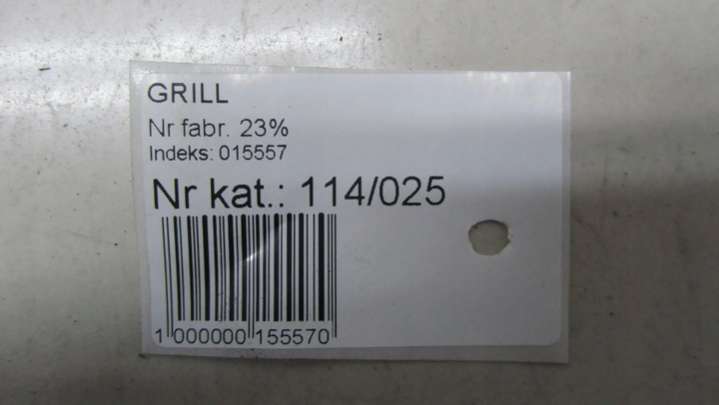 GRILL
Nr fabr. 23%
Indeks: 015557
Nr kat.: 114/025
1 000000 155570